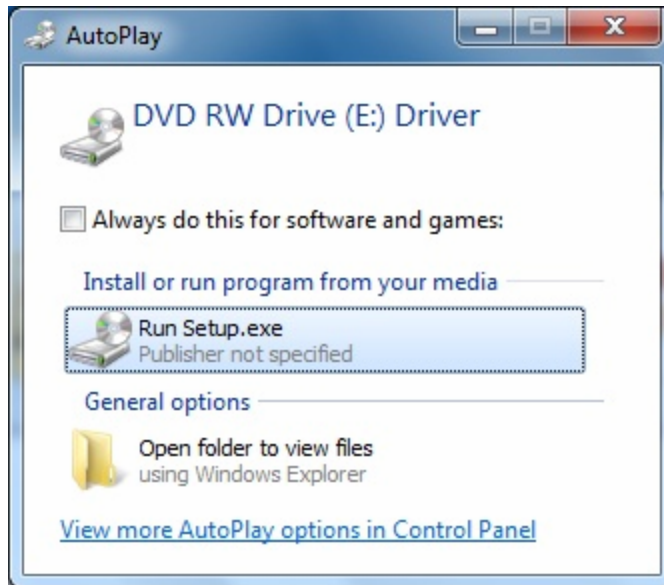 AutoPlay
DVD RW Drive (E:) Driver
Always do this for software and games:
Install or run program from your media
Run Setup.exe
Publisher not specified
General options
Open folder to view files
using Windows Explorer
View more AutoPlay options in Control Panel